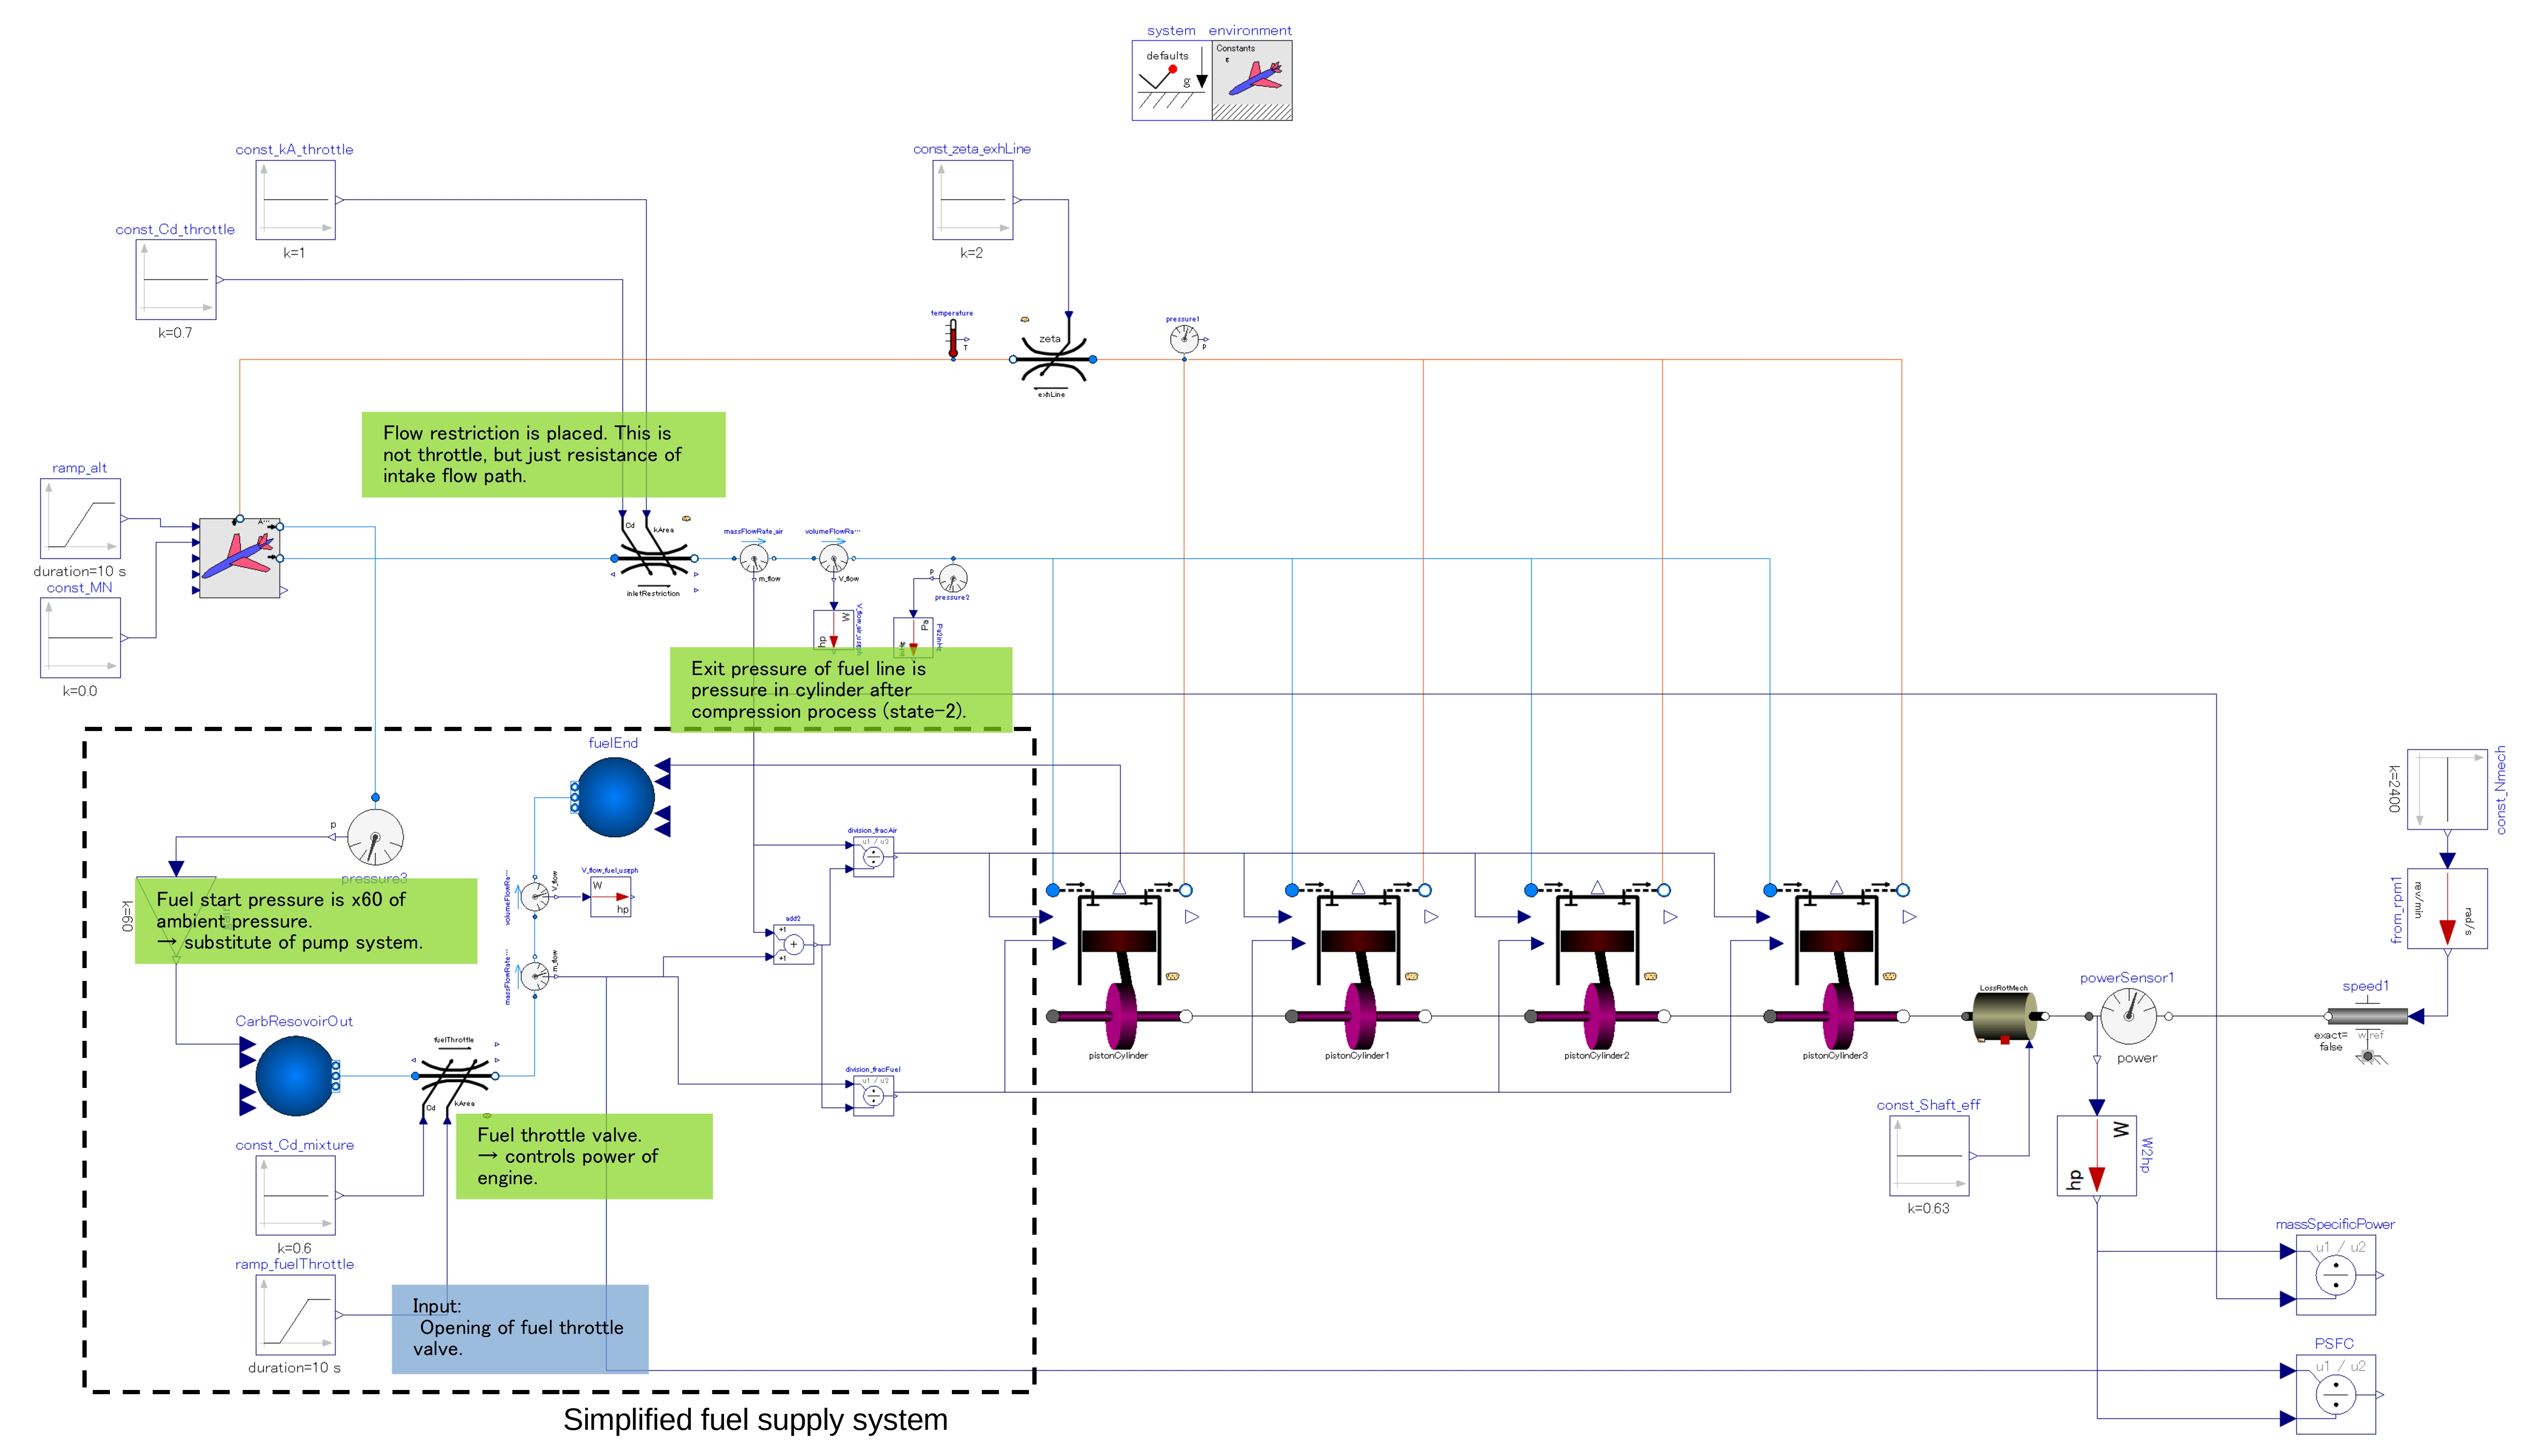 system environment
defaults
g
Constants
g
const_kA_throttle
k=1
const_Cd_throttle
k=0.7
const_zeta_exhLine
k=2
temperature
T
zeta
exhLine
pressure1
P
Flow restriction is placed. This is
not throttle, but just resistance of
intake flow path.
ramp_alt
duration=10 s
const_MN
k=0.0
A...
Cd
kArea
inletRestriction
massFlowRate_air
m_flow
volumeFlowRa...
V_flow
W
hp
P
pressure2
Pa
Pa2inHg
Exit pressure of fuel line is
pressure in cylinder after
compression process (state-2).
fuelEnd
p
pressure3
k=60
Fuel start pressure is x60 of
ambient pressure.
→ substitute of pump system.
volumeFlowRa...
V_flow
V_flow_fuel_usgph
W
hp
massFlowRate...
m_flow
division_fracAir
u1 / u2
add2
+1
+
+1
division_fracFuel
u1 / u2
CarbResovoirOut
fuelThrottle
Cd
kArea
const_Cd_mixture
k=0.6
Fuel throttle valve.
→ controls power of
engine.
ramp_fuelThrottle
duration=10 s
Input:
Opening of fuel throttle
valve.
Simplified fuel supply system
pistonCylinder
pistonCylinder1
pistonCylinder2
pistonCylinder3
LossRotMech
const_Shaft_eff
k=0.63
powerSensor1
power
W
hp
W2hp
const_Nmech
k=2400
from_rpm1
rev/min
rad/s
speed1
exact=
false
w_ref
massSpecificPower
u1 / u2
PSFC
u1 / u2